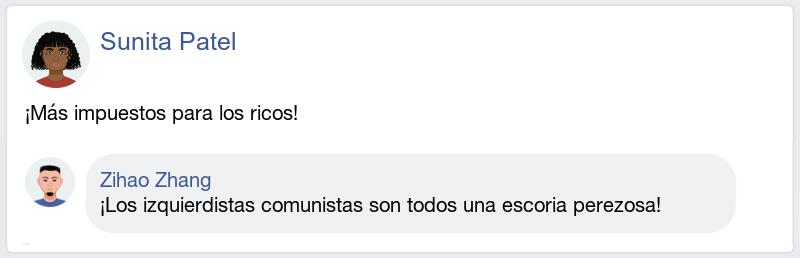 Sunita Patel
¡Más impuestos para los ricos!
Zihao Zhang
¡Los izquierdistas comunistas son todos una escoria perezosa!